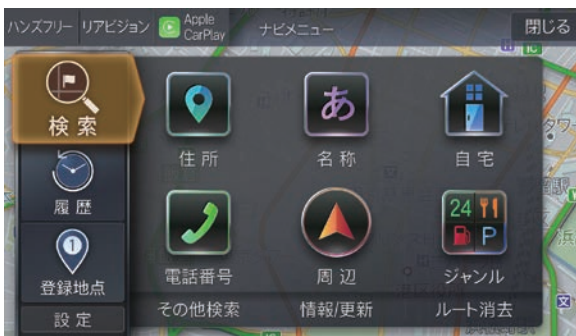 ハンズフリー リアビジョン Apple CarPlay ナビメニュー 閉じる
IC
検索
住所 名称 自宅
あ
履歴
24 P
1
登録地点
電話番号 周辺 ジャンル
設定
その他検索 情報/更新 ルート消去